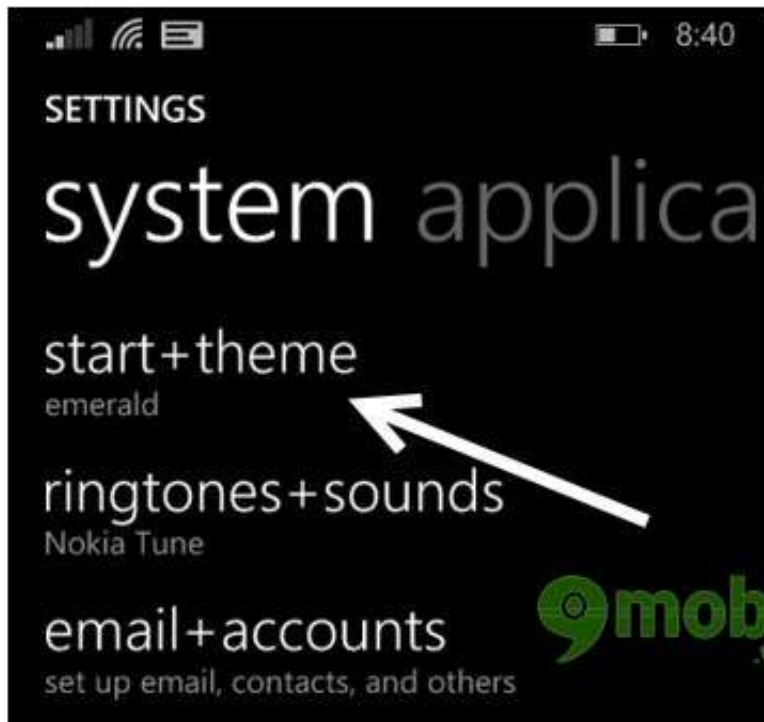 8:40
SETTINGS
system applica
start+theme
emerald
ringtones+sounds
Nokia Tune
email+accounts
set up email, contacts, and others
9mob